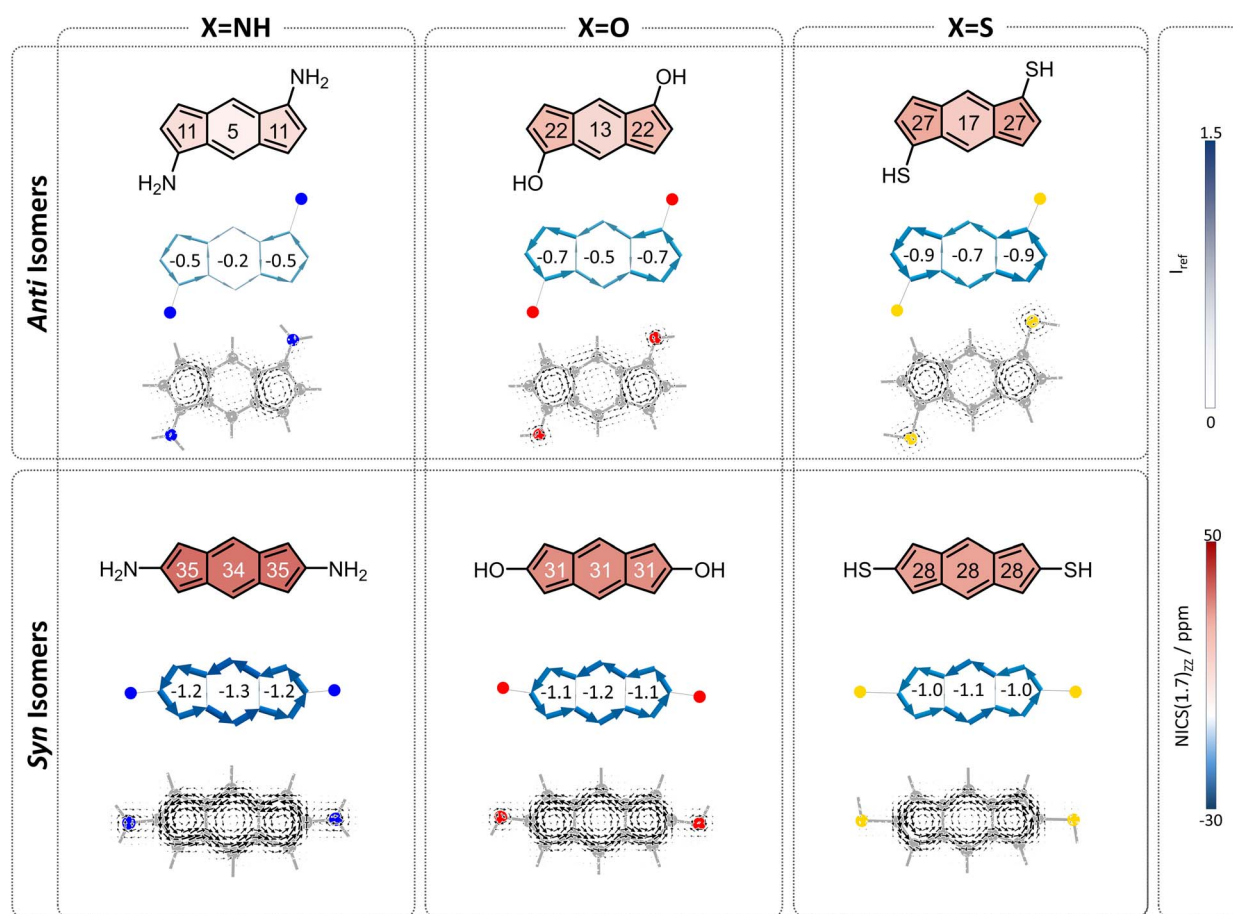 X=NH X=O X=S
Anti Isomers
NH₂ OH SH
11 5 11 22 13 22 27 17 27
H₂N HO HS
-0.5 -0.2 -0.5 -0.7 -0.5 -0.7 -0.9 -0.7 -0.9
1.5
I_ref
0
Syn Isomers
H₂N 35 34 35 NH₂ HO 31 31 31 OH HS 28 28 28 SH
-1.2 -1.3 -1.2 -1.1 -1.2 -1.1 -1.0 -1.1 -1.0
50
NICS(1.7)_ZZ / ppm
-30